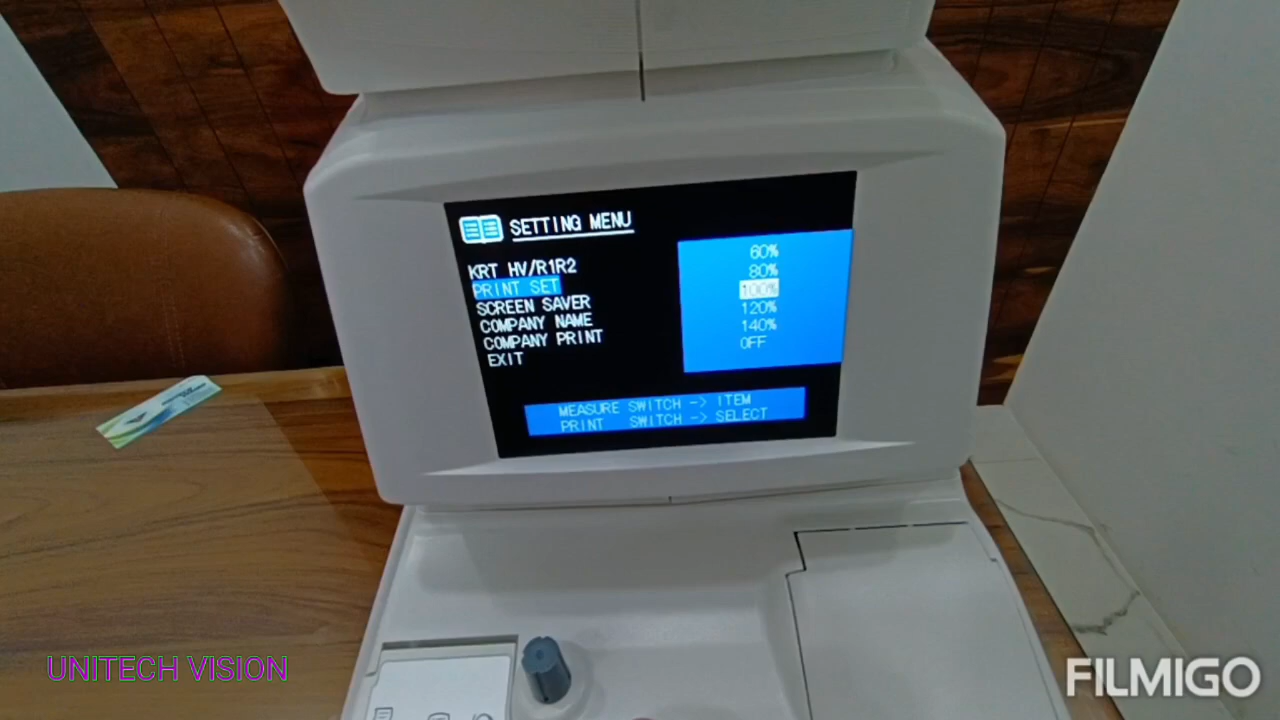 SETTING MENU
KRT HV/R1R2
PRINT SET
SCREEN SAVER
COMPANY NAME
COMPANY PRINT
EXIT
60%
80%
100%
120%
140%
OFF
MEASURE SWITCH -> ITEM
PRINT SWITCH -> SELECT
UNITECH VISION
FILMIGO